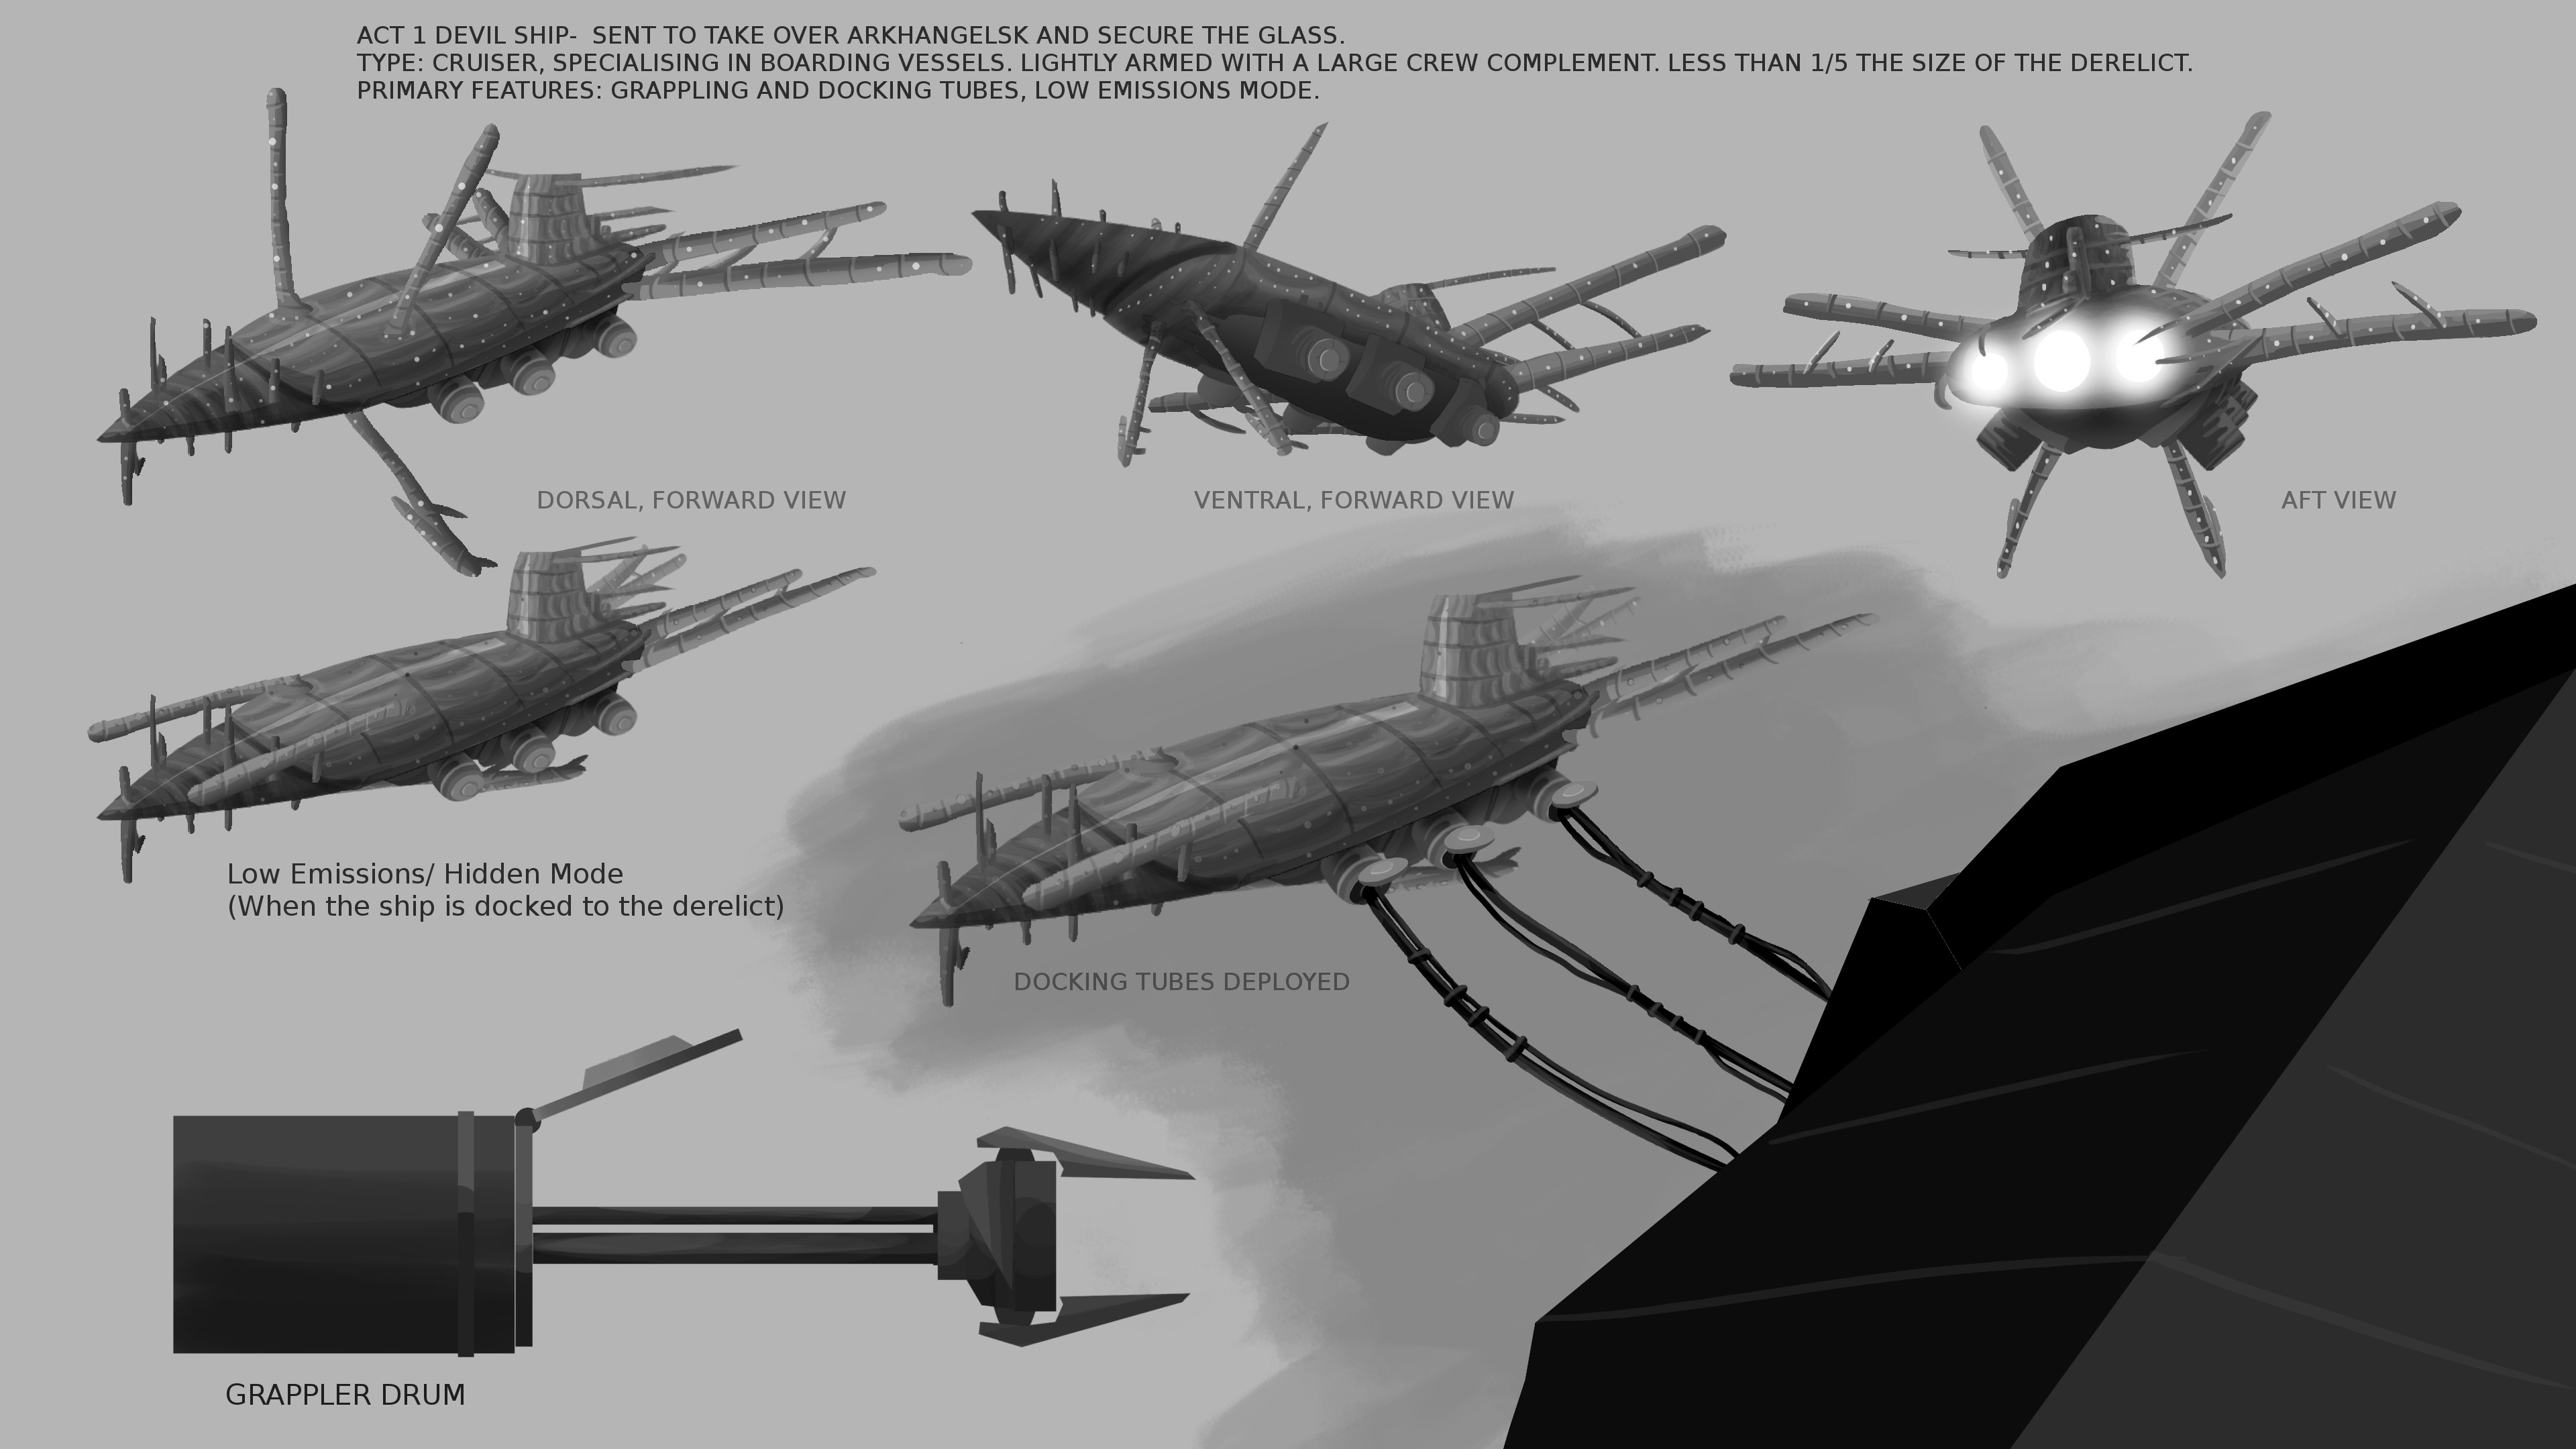 ACT 1 DEVIL SHIP-  SENT TO TAKE OVER ARKHANGELSK AND SECURE THE GLASS.
TYPE: CRUISER, SPECIALISING IN BOARDING VESSELS. LIGHTLY ARMED WITH A LARGE CREW COMPLEMENT. LESS THAN 1/5 THE SIZE OF THE DERELICT.
PRIMARY FEATURES: GRAPPLING AND DOCKING TUBES, LOW EMISSIONS MODE.
DORSAL, FORWARD VIEW
VENTRAL, FORWARD VIEW
AFT VIEW
Low Emissions/ Hidden Mode
(When the ship is docked to the derelict)
DOCKING TUBES DEPLOYED
GRAPPLER DRUM